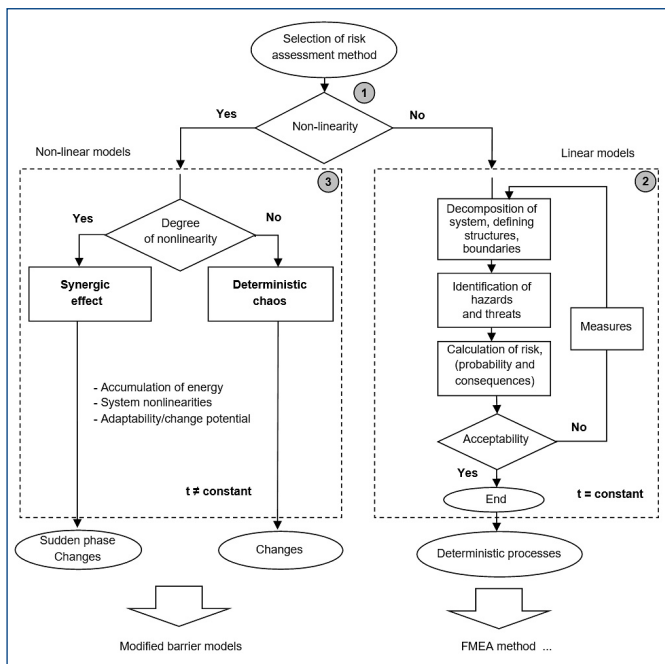 Selection of risk
assessment method
1
Yes
No
Non-linearity
Non-linear models
Linear models
3
Yes
No
Degree
of nonlinearity
Synergic
effect
Deterministic
chaos
- Accumulation of energy
- System nonlinearities
- Adaptability/change potential
t ≠ constant
Sudden phase
Changes
Changes
Modified barrier models
2
Decomposition of
system, defining
structures,
boundaries
Identification of
hazards
and threats
Measures
Calculation of risk,
(probability and
consequences)
No
Acceptability
Yes
End
t = constant
Deterministic processes
FMEA method ...